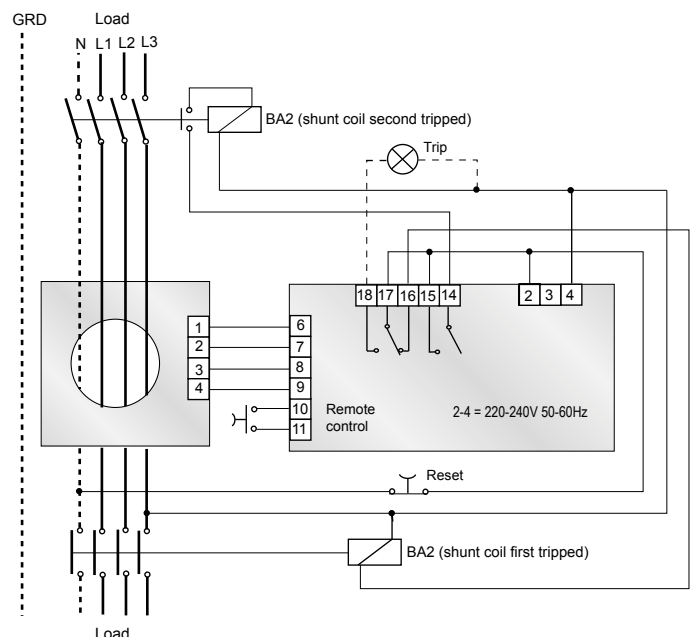 GRD
Load
N L1 L2 L3
BA2 (shunt coil second tripped)
Trip
18 17 16 15 14
2 3 4
1
2
3
4
6
7
8
9
10
11
Remote
control
2-4 = 220-240V 50-60Hz
Reset
BA2 (shunt coil first tripped)
Load